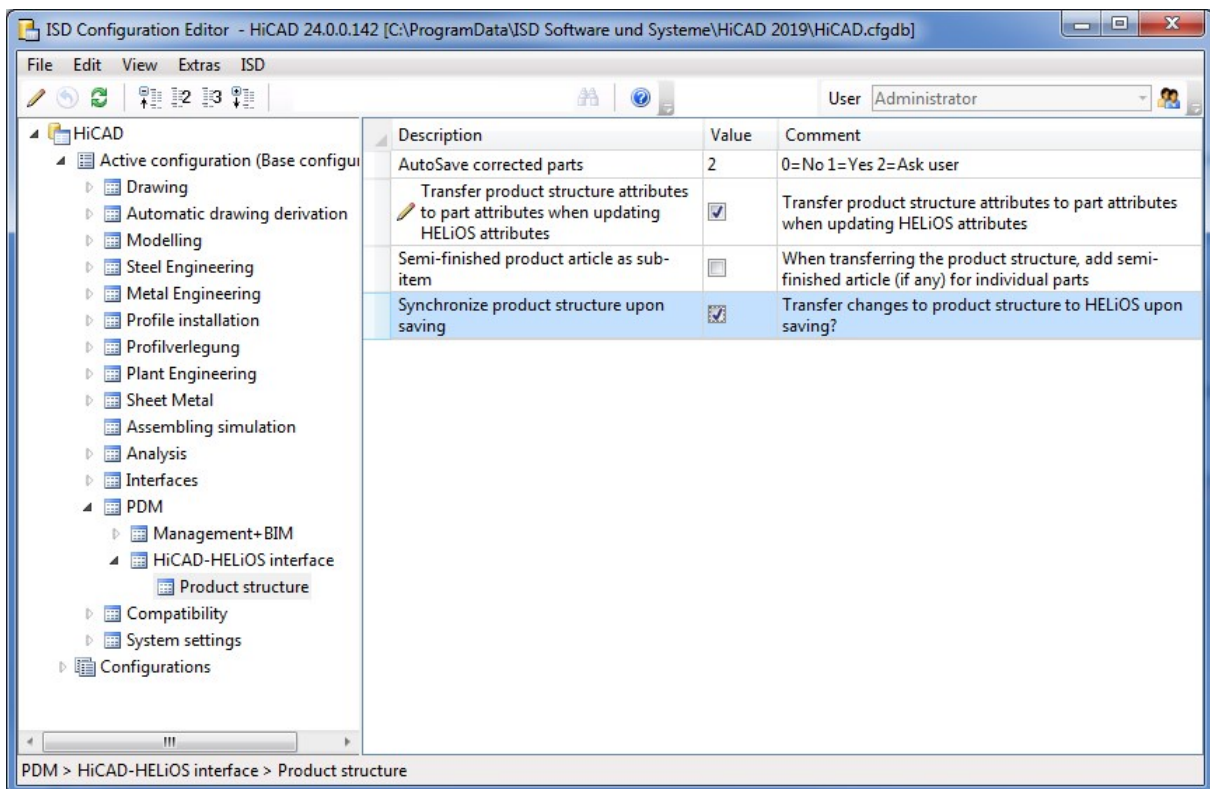 ISD Configuration Editor - HiCAD 24.0.0.142 [C:\ProgramData\ISD Software und Systeme\HiCAD 2019\HiCAD.cfgdb]
File Edit View Extras ISD
2 3 User Administrator
HiCAD
Active configuration (Base configur
Drawing
Automatic drawing derivation
Modelling
Steel Engineering
Metal Engineering
Profile installation
Profilverlegung
Plant Engineering
Sheet Metal
Assembling simulation
Analysis
Interfaces
PDM
Management+BIM
HiCAD-HELiOS interface
Product structure
Compatibility
System settings
Configurations
Description Value Comment
AutoSave corrected parts 2 0=No 1=Yes 2=Ask user
Transfer product structure attributes
to part attributes when updating
HELiOS attributes
Transfer product structure attributes to part attributes
when updating HELiOS attributes
Semi-finished product article as sub-
item
When transferring the product structure, add semi-
finished article (if any) for individual parts
Synchronize product structure upon
saving
Transfer changes to product structure to HELiOS upon
saving?
PDM > HiCAD-HELiOS interface > Product structure